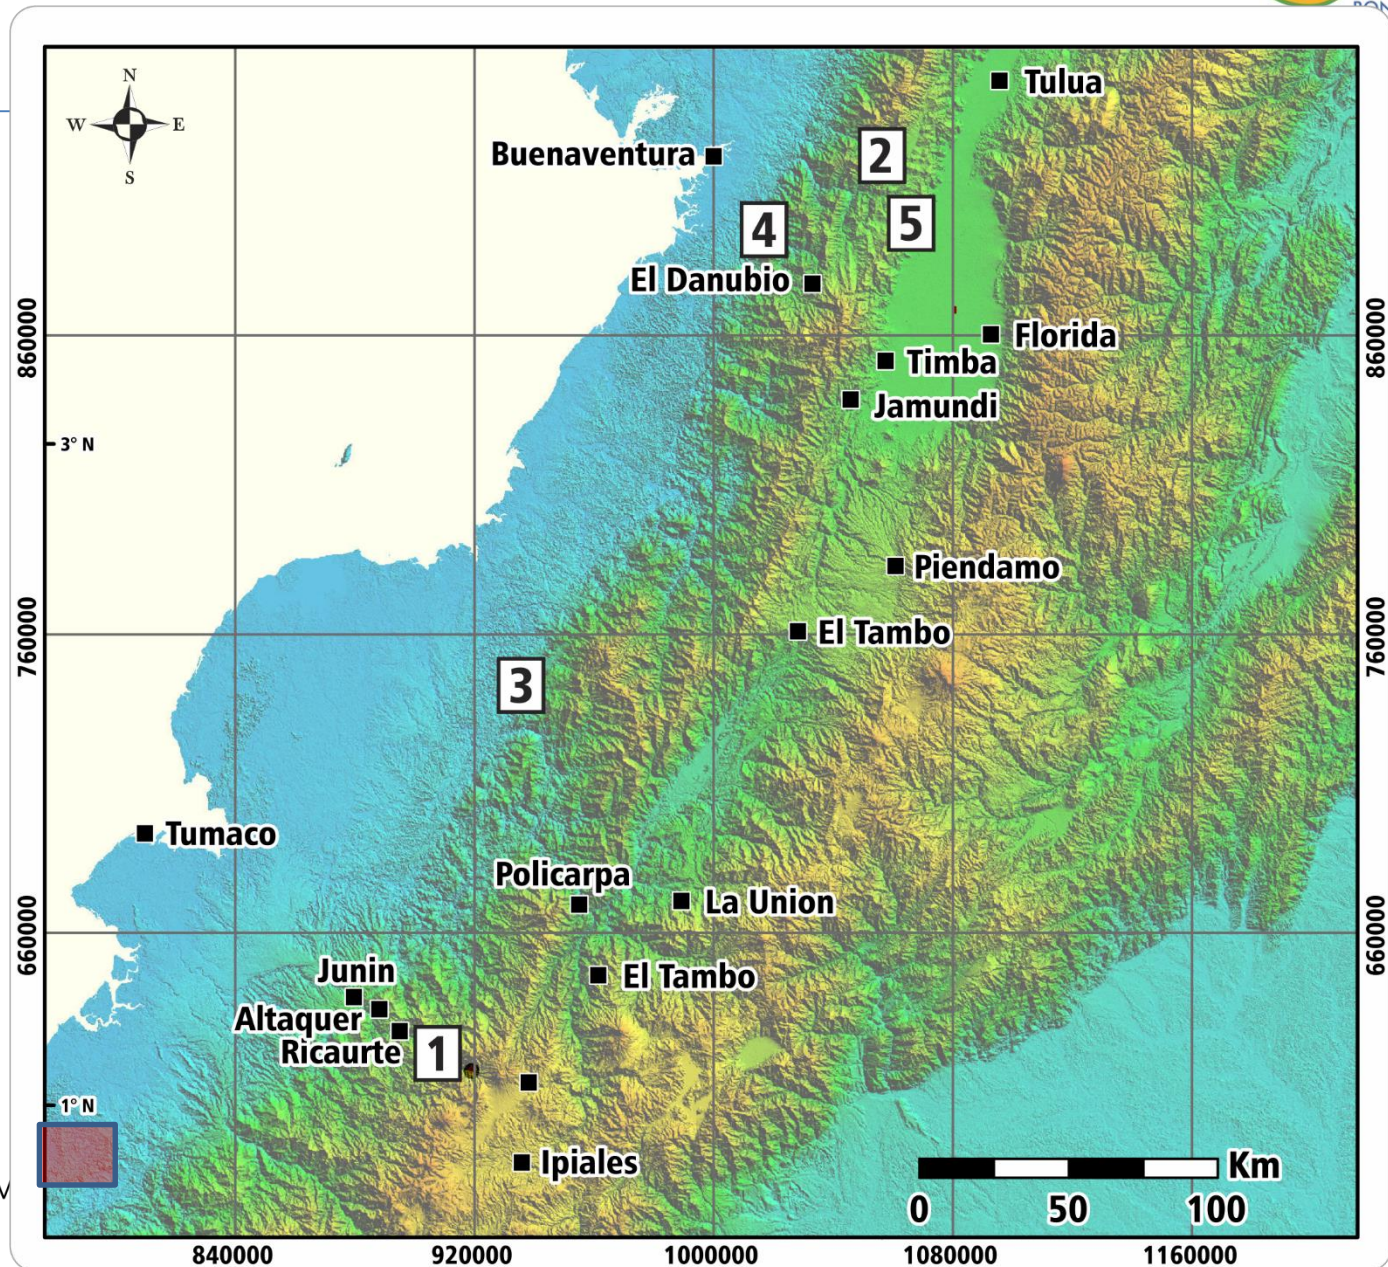 BON
N
W E
S
Tulua
Buenaventura
2
4
5
El Danubio
860000
Florida
860000
Timba
Jamundi
3° N
Piendamo
760000
El Tambo
760000
3
Tumaco
Policarpa
La Union
660000
660000
Junin
El Tambo
Altaquer
Ricaurte
1
1° N
Ipiales
Km
0 50 100
M
840000 920000 1000000 1080000 1160000